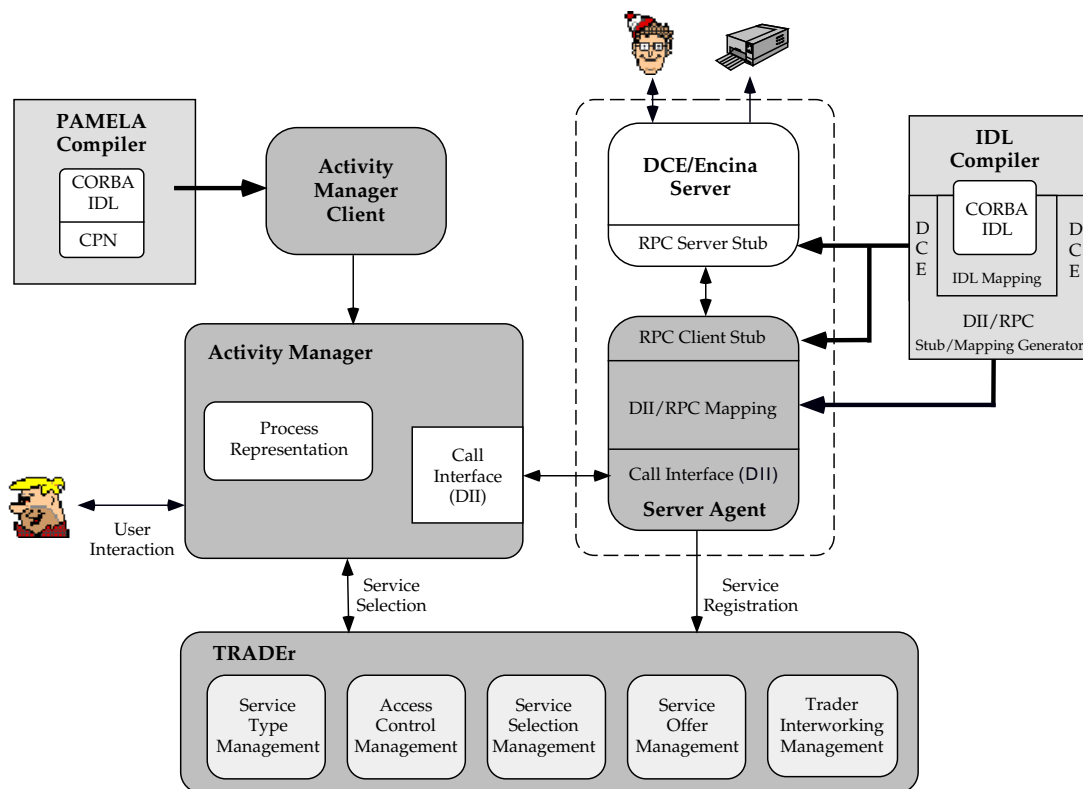 PAMELA
Compiler
CORBA
IDL
CPN
Activity
Manager
Client
DCE/Encina
Server
RPC Server Stub
IDL
Compiler
CORBA
IDL
D
C
E
D
C
E
IDL Mapping
DII/RPC
Stub/Mapping Generator
Activity Manager
Process
Representation
Call
Interface
(DII)
RPC Client Stub
DII/RPC Mapping
Call Interface (DII)
Server Agent
User
Interaction
Service
Selection
Service
Registration
TRADEr
Service
Type
Management
Access
Control
Management
Service
Selection
Management
Service
Offer
Management
Trader
Interworking
Management